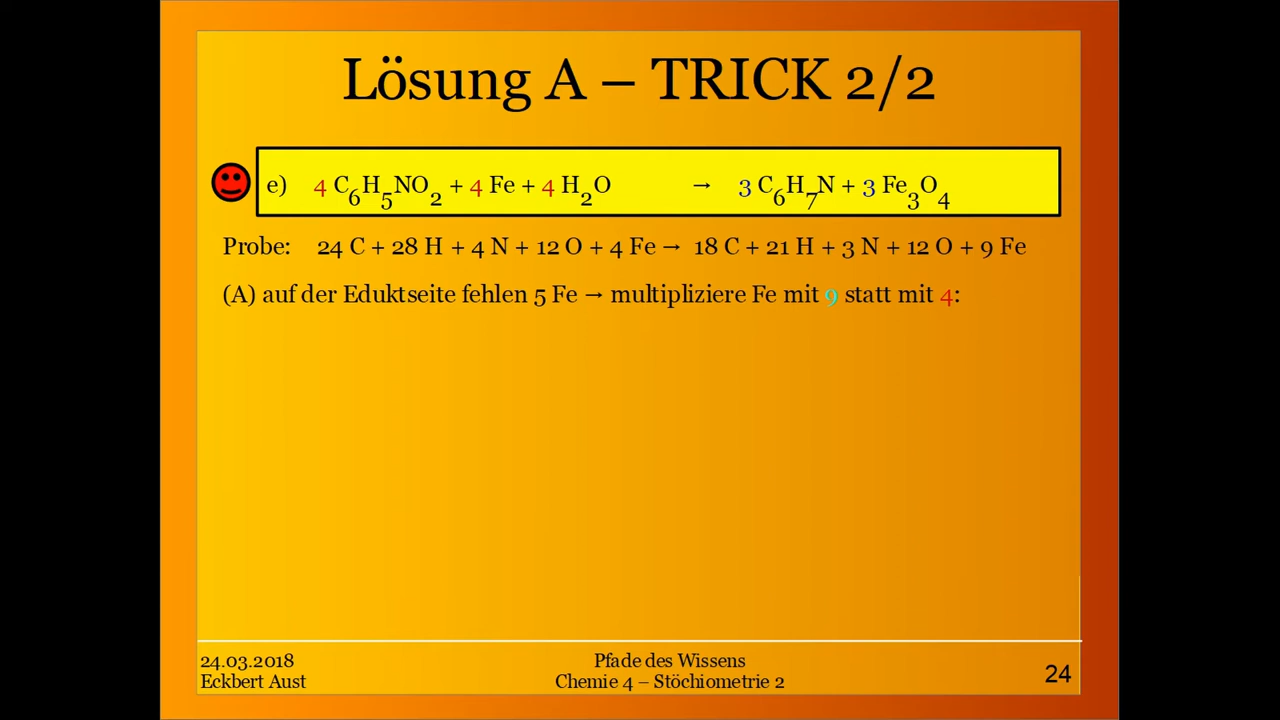 Lösung A – TRICK 2/2
e) 4 C6H5NO2 + 4 Fe + 4 H2O → 3 C6H7N + 3 Fe3O4
Probe: 24 C + 28 H + 4 N + 12 O + 4 Fe → 18 C + 21 H + 3 N + 12 O + 9 Fe
(A) auf der Eduktseite fehlen 5 Fe → multipliziere Fe mit 9 statt mit 4:
24.03.2018
Eckbert Aust
Pfade des Wissens
Chemie 4 – Stöchiometrie 2
24